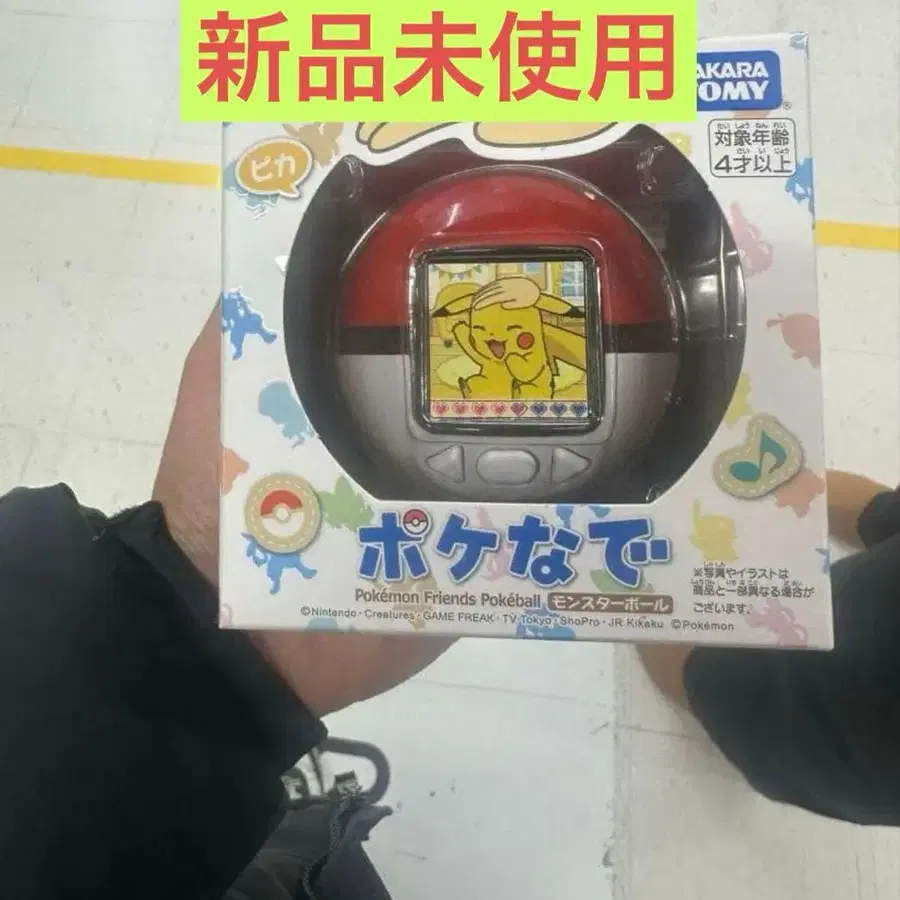 新品未使用
AKARA
TOMY
ピカ
対象年齢
4才以上
ポケなで
Pokémon Friends Pokéball モンスターボール
©Nintendo・Creatures・GAME FREAK・TV Tokyo・ShoPro・JR Kikaku ©Pokémon
※写真やイラストは
商品と一部異なる場合が
ございます。